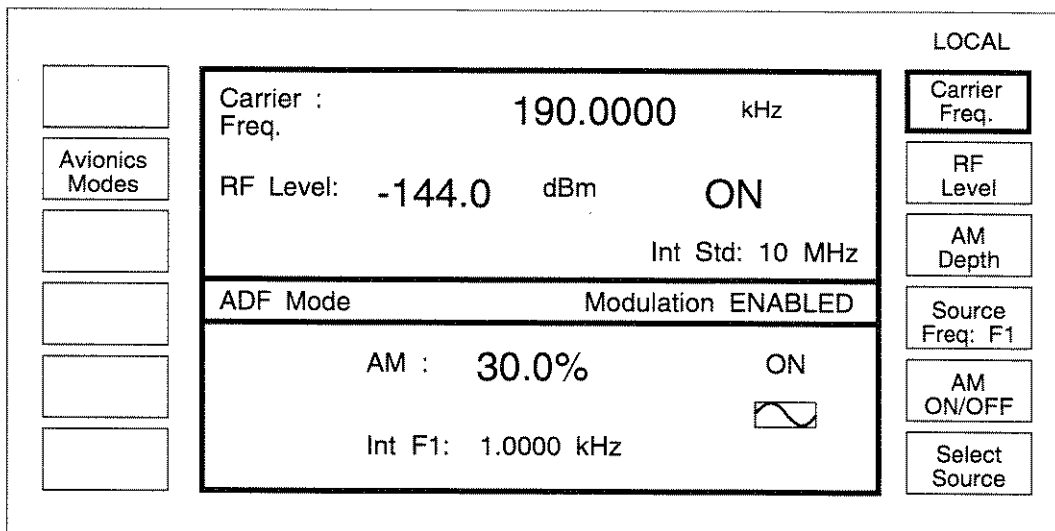 LOCAL
Avionics
Modes
Carrier :
Freq.
190.0000 kHz
RF Level: -144.0 dBm ON
Int Std: 10 MHz
ADF Mode Modulation ENABLED
AM : 30.0% ON
Int F1: 1.0000 kHz
Carrier
Freq.
RF
Level
AM
Depth
Source
Freq: F1
AM
ON/OFF
Select
Source